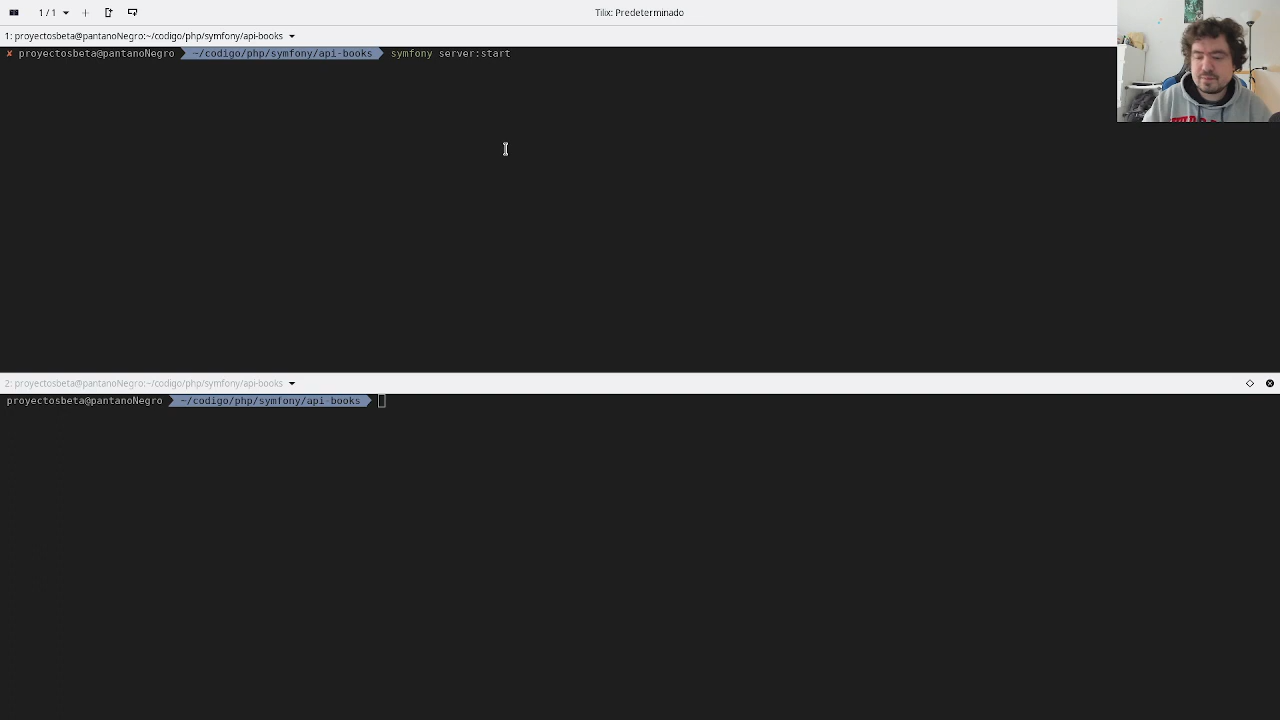 1 / 1
Tilix: Predeterminado
1: proyectosbeta@pantanoNegro:~/codigo/php/symfony/api-books
✘ proyectosbeta@pantanoNegro ~/codigo/php/symfony/api-books symfony server:start
2: proyectosbeta@pantanoNegro:~/codigo/php/symfony/api-books
proyectosbeta@pantanoNegro ~/codigo/php/symfony/api-books